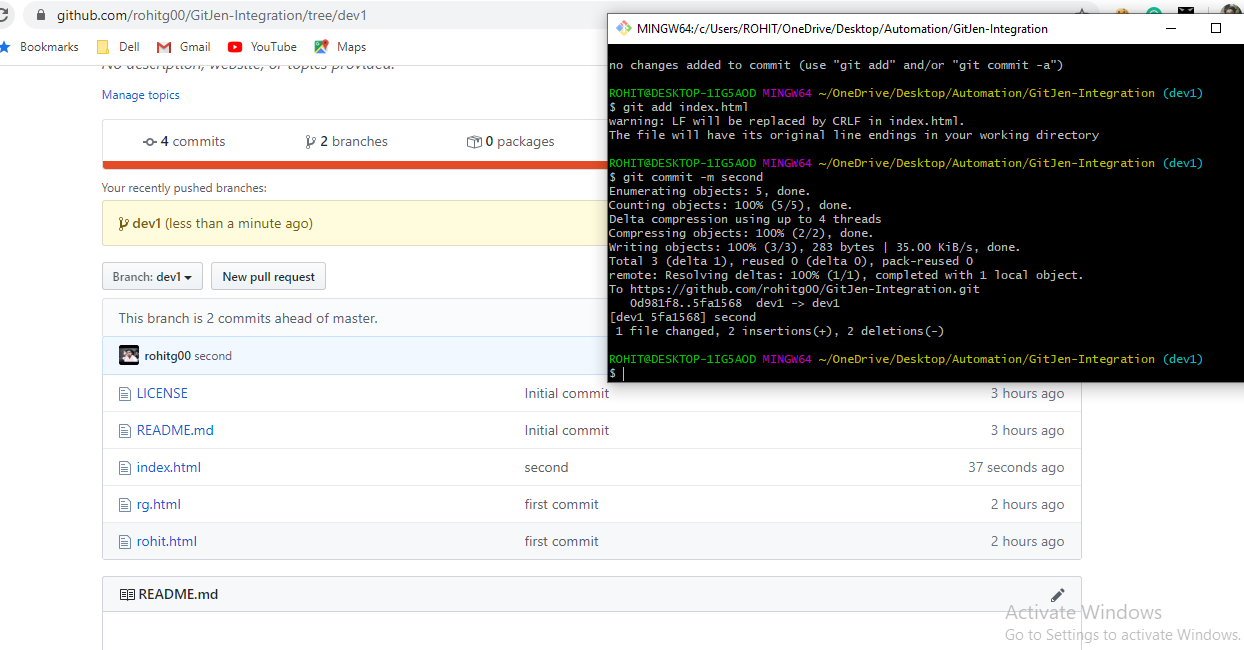 github.com/rohitg00/GitJen-Integration/tree/dev1
Bookmarks Dell Gmail YouTube Maps
No description, website, or topics provided.
Manage topics
4 commits 2 branches 0 packages
Your recently pushed branches:
dev1 (less than a minute ago)
Branch: dev1 New pull request
This branch is 2 commits ahead of master.
rohitg00 second
LICENSE Initial commit 3 hours ago
README.md Initial commit 3 hours ago
index.html second 37 seconds ago
rg.html first commit 2 hours ago
rohit.html first commit 2 hours ago
README.md
MINGW64:/c/Users/ROHIT/OneDrive/Desktop/Automation/GitJen-Integration
no changes added to commit (use "git add" and/or "git commit -a")
ROHIT@DESKTOP-1IG5AOD MINGW64 ~/OneDrive/Desktop/Automation/GitJen-Integration (dev1)
$ git add index.html
warning: LF will be replaced by CRLF in index.html.
The file will have its original line endings in your working directory
ROHIT@DESKTOP-1IG5AOD MINGW64 ~/OneDrive/Desktop/Automation/GitJen-Integration (dev1)
$ git commit -m second
Enumerating objects: 5, done.
Counting objects: 100% (5/5), done.
Delta compression using up to 4 threads
Compressing objects: 100% (2/2), done.
Writing objects: 100% (3/3), 283 bytes | 35.00 KiB/s, done.
Total 3 (delta 1), reused 0 (delta 0), pack-reused 0
remote: Resolving deltas: 100% (1/1), completed with 1 local object.
To https://github.com/rohitg00/GitJen-Integration.git
0d981f8..5fa1568 dev1 -> dev1
[dev1 5fa1568] second
1 file changed, 2 insertions(+), 2 deletions(-)
ROHIT@DESKTOP-1IG5AOD MINGW64 ~/OneDrive/Desktop/Automation/GitJen-Integration (dev1)
$
Activate Windows
Go to Settings to activate Windows.